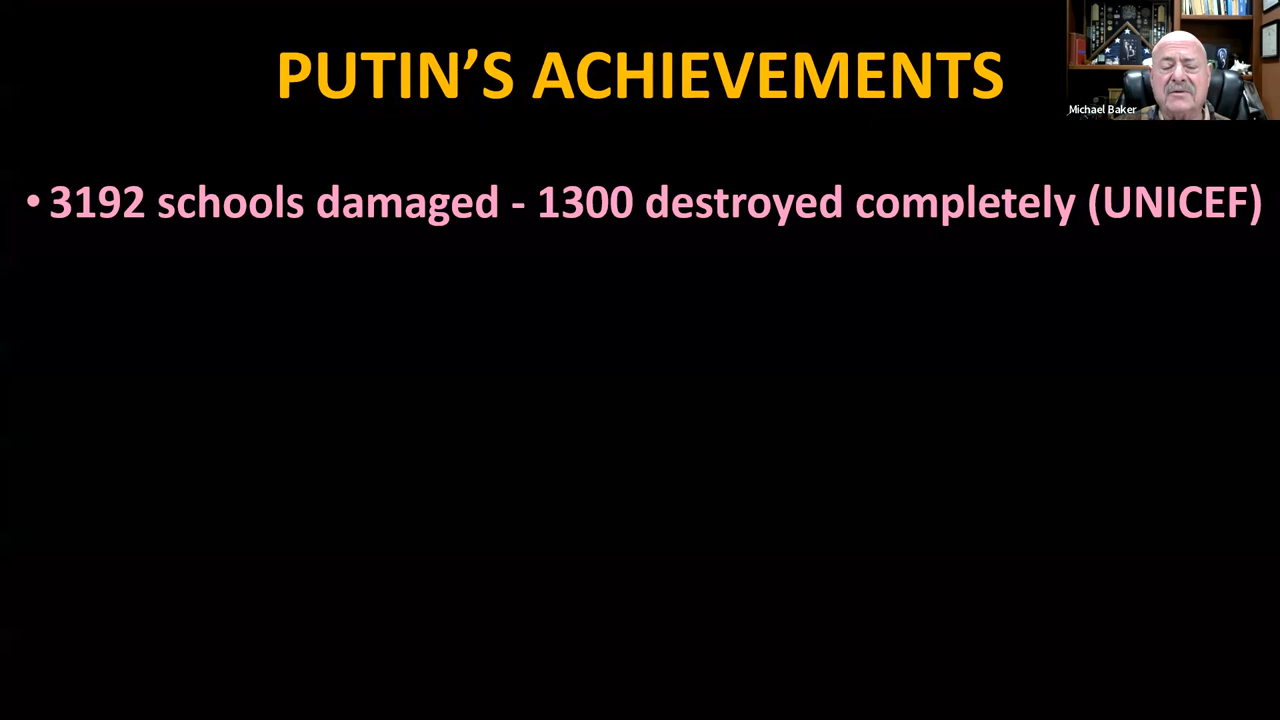 PUTIN’S ACHIEVEMENTS
Michael Baker
• 3192 schools damaged - 1300 destroyed completely (UNICEF)